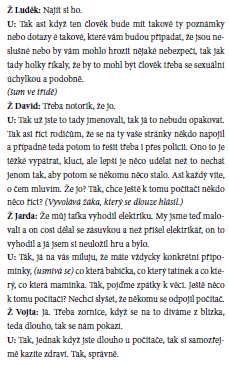 Ž Luděk: Najít si ho.
U: Tak asi když ten člověk bude mít takové ty poznámky
nebo dotazy é takové, které vám budou připadat, že jsou ne-
slušné nebo by vám mohlo hrozit nějaké nebezpečí, tak jak
tady holky říkaly, že by to mohl být člověk třeba se sexuální
úchylkou a podobně.
(šum ve třídě)
Ž David: Třeba notorik, že jo.
U: Tak už jste to tady jmenovali, tak já to nebudu opakovat.
Tak asi říct rodičům, že se na ty vaše stránky někdo napojil
a případně teda potom to řešit třeba i přes policii. Ono to je
těžké vypátrat, kluci, ale lepší je něco udělat než to nechat
jenom tak, aby potom se někomu něco stalo. Asi každý víte,
o čem mluvím. Že jo? Ták, chce ještě k tomu počítači někdo
něco říct? (Vyvolává žáka, který se dlouze hlásil.)
Ž Jarda: Že můj taťka vyhodil elektriku. My jsme teď malo-
vali a on cosi dělal se zásuvkou a než přišel elektrikář, on to
vyhodil a já jsem si neuložil hru a bylo.
U: Ták, já na vás miluju, že máte vždycky konkrétní připo-
mínky, (usmívá se) co která babička, co který tatínek a co kte-
rý, co která maminka. Ták, pojďme zpátky k věci. Ještě něco
k tomu počítači? Nechci slyšet, že někomu se odpojil počítač.
Ž Vojta: Já. Třeba zornice, když se na to díváme z blízka,
teda dlouho, tak se nám pokazí.
U: Tak, jednak když jste dlouho u počítače, tak si samozřej-
mě kazíte zdraví. Tak, správně.